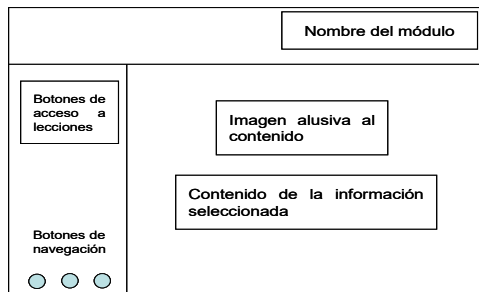 Nombre del módulo
Botones de
acceso a
lecciones
Imagen alusiva al
contenido
Contenido de la información
seleccionada
Botones de
navegación